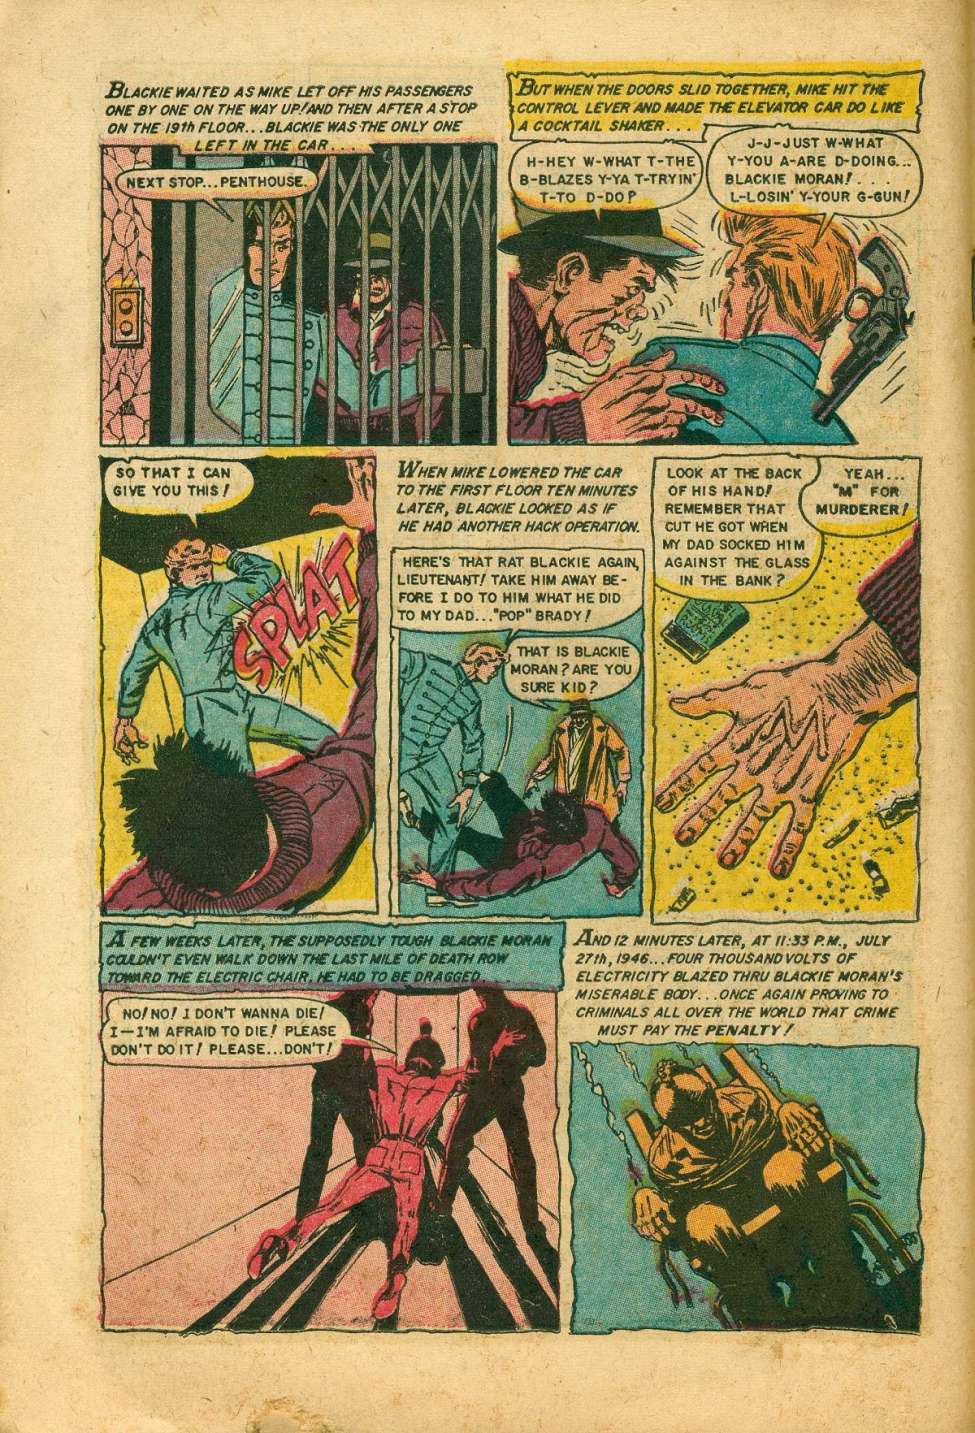 BLACKIE WAITED AS MIKE LET OFF HIS PASSENGERS
ONE BY ONE ON THE WAY UP! AND THEN AFTER A STOP
ON THE 19th FLOOR...BLACKIE WAS THE ONLY ONE
LEFT IN THE CAR...
NEXT STOP...PENTHOUSE.
BUT WHEN THE DOORS SLID TOGETHER, MIKE HIT THE
CONTROL LEVER AND MADE THE ELEVATOR CAR DO LIKE
A COCKTAIL SHAKER...
H-HEY W-WHAT T-THE
B-BLAZES Y-YA T-TRYIN'
T-TO D-DO?
J-J-JUST W-WHAT
Y-YOU A-ARE D-DOING...
BLACKIE MORAN!...
L-LOSIN' Y-YOUR G-GUN!
SO THAT I CAN
GIVE YOU THIS!
SPLAT
WHEN MIKE LOWERED THE CAR
TO THE FIRST FLOOR TEN MINUTES
LATER, BLACKIE LOOKED AS IF
HE HAD ANOTHER HACK OPERATION.
HERE'S THAT RAT BLACKIE AGAIN,
LIEUTENANT! TAKE HIM AWAY BE-
FORE I DO TO HIM WHAT HE DID
TO MY DAD..."POP" BRADY!
THAT IS BLACKIE
MORAN? ARE YOU
SURE KID?
LOOK AT THE BACK
OF HIS HAND!
REMEMBER THAT
CUT HE GOT WHEN
MY DAD SOCKED HIM
AGAINST THE GLASS
IN THE BANK?
YEAH...
"M" FOR
MURDERER!
A FEW WEEKS LATER, THE SUPPOSEDLY TOUGH BLACKIE MORAN
COULDN'T EVEN WALK DOWN THE LAST MILE OF DEATH ROW
TOWARD THE ELECTRIC CHAIR. HE HAD TO BE DRAGGED...
NO! NO! I DON'T WANNA DIE!
I—I'M AFRAID TO DIE! PLEASE
DON'T DO IT! PLEASE...DON'T!
AND 12 MINUTES LATER, AT 11:33 P.M., JULY
27th, 1946...FOUR THOUSAND VOLTS OF
ELECTRICITY BLAZED THRU BLACKIE MORAN'S
MISERABLE BODY...ONCE AGAIN PROVING TO
CRIMINALS ALL OVER THE WORLD THAT CRIME
MUST PAY THE PENALTY!